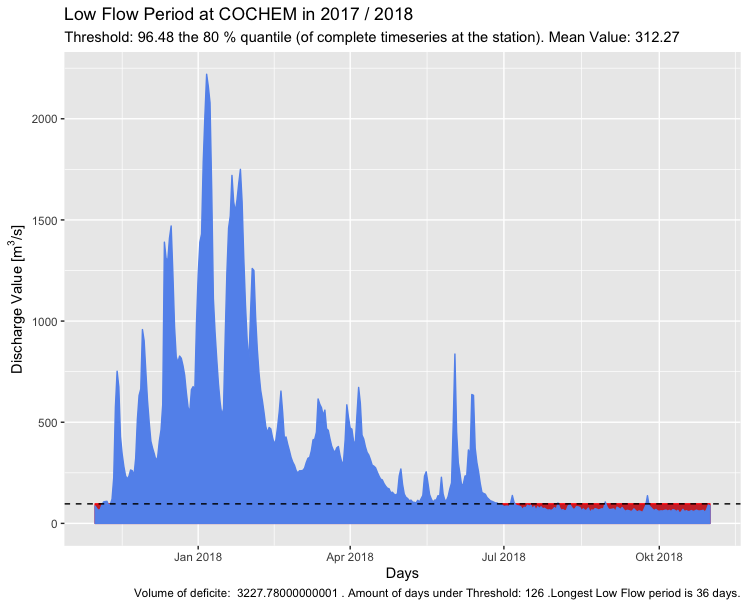 Low Flow Period at COCHEM in 2017 / 2018
Threshold: 96.48 the 80 % quantile (of complete timeseries at the station). Mean Value: 312.27
Discharge Value [m³/s]
2000
1500
1000
500
0
Jan 2018
Apr 2018
Jul 2018
Okt 2018
Days
Volume of deficite:  3227.78000000001 . Amount of days under Threshold: 126 .Longest Low Flow period is 36 days.